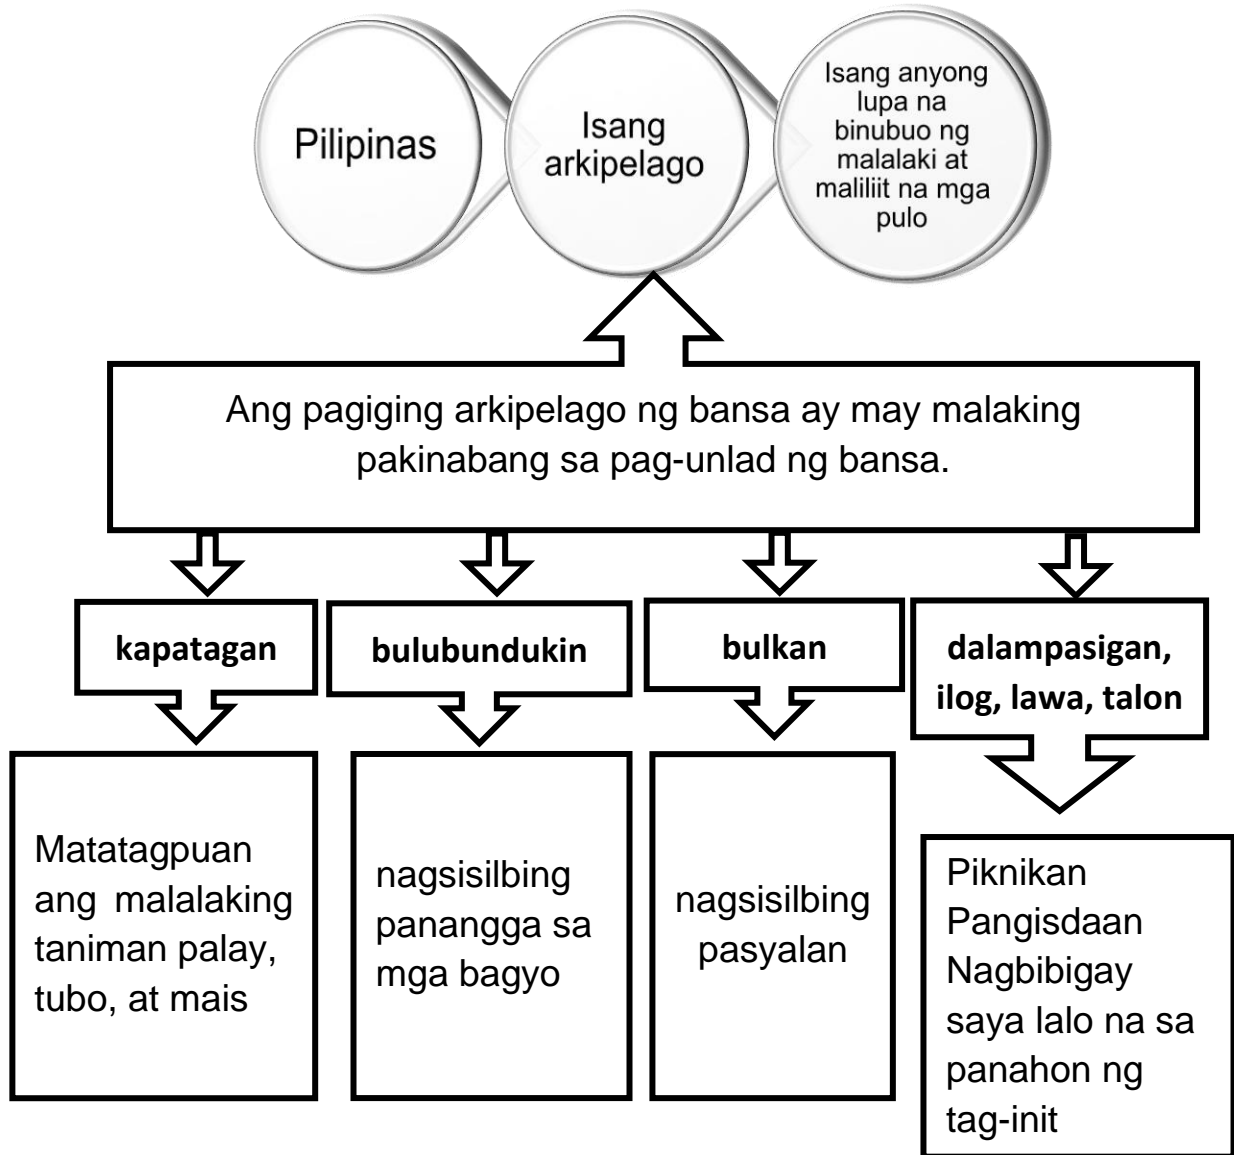 Pilipinas
Isang
arkipelago
Isang anyong
lupa na
binubuo ng
malalaki at
maliliit na mga
pulo
Ang pagiging arkipelago ng bansa ay may malaking
pakinabang sa pag-unlad ng bansa.
kapatagan
bulubundukin
bulkan
dalampasigan,
ilog, lawa, talon
Matatagpuan
ang malalaking
taniman palay,
tubo, at mais
nagsisilbing
panangga sa
mga bagyo
nagsisilbing
pasyalan
Piknikan
Pangisdaan
Nagbibigay
saya lalo na sa
panahon ng
tag-init